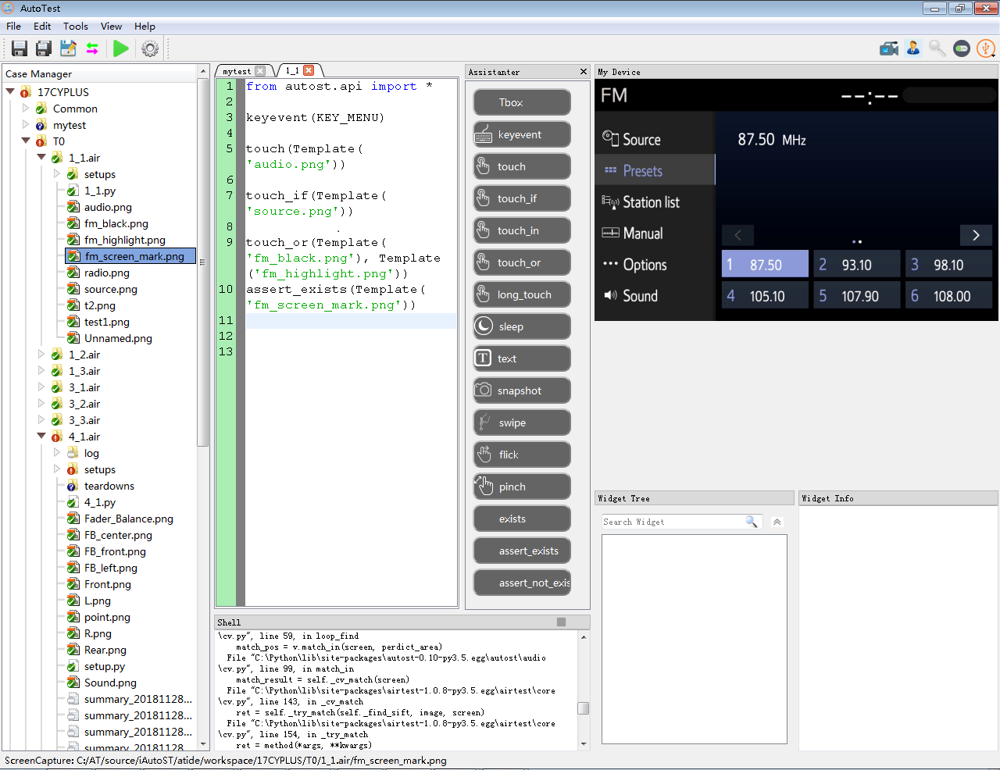 AutoTest
File Edit Tools View Help
Case Manager
17CYPLUS
Common
mytest
T0
1_1.air
setups
1_1.py
audio.png
fm_black.png
fm_highlight.png
fm_screen_mark.png
radio.png
source.png
t2.png
test1.png
Unnamed.png
1_2.air
1_3.air
3_1.air
3_2.air
3_3.air
4_1.air
log
setups
teardowns
4_1.py
Fader_Balance.png
FB_center.png
FB_front.png
FB_left.png
Front.png
L.png
point.png
R.png
Rear.png
setup.py
Sound.png
summary_20181128...
summary_20181128...
summary_20181128...
summary_20181128...
mytest 1_1
1 from autost.api import *
2
3 keyevent(KEY_MENU)
4
5 touch(Template(
'audio.png'))
6
7 touch_if(Template(
'source.png'))
8
9 touch_or(Template(
'fm_black.png'), Template
('fm_highlight.png'))
10 assert_exists(Template(
'fm_screen_mark.png'))
11
12
13
Assistanter
Tbox
keyevent
touch
touch_if
touch_in
touch_or
long_touch
sleep
text
snapshot
swipe
flick
pinch
exists
assert_exists
assert_not_exis
My Device
FM --:--
Source
Presets
Station list
Manual
Options
Sound
87.50 MHz
1 87.50 2 93.10 3 98.10
4 105.10 5 107.90 6 108.00
Shell
\cv.py", line 59, in loop_find
match_pos = v.match_in(screen, perdict_area)
File "C:\Python\lib\site-packages\autost-0.10-py3.5.egg\autost\audio
\cv.py", line 99, in match_in
match_result = self._cv_match(screen)
File "C:\Python\lib\site-packages\airtest-1.0.8-py3.5.egg\airtest\core
\cv.py", line 143, in _cv_match
ret = self._try_match(self._find_sift, image, screen)
File "C:\Python\lib\site-packages\airtest-1.0.8-py3.5.egg\airtest\core
\cv.py", line 154, in _try_match
ret = method(*args, **kwargs)
Widget Tree
Search Widget
Widget Info
ScreenCapture: C:/AT/source/iAutoST/atide/workspace/17CYPLUS/T0/1_1.air/fm_screen_mark.png